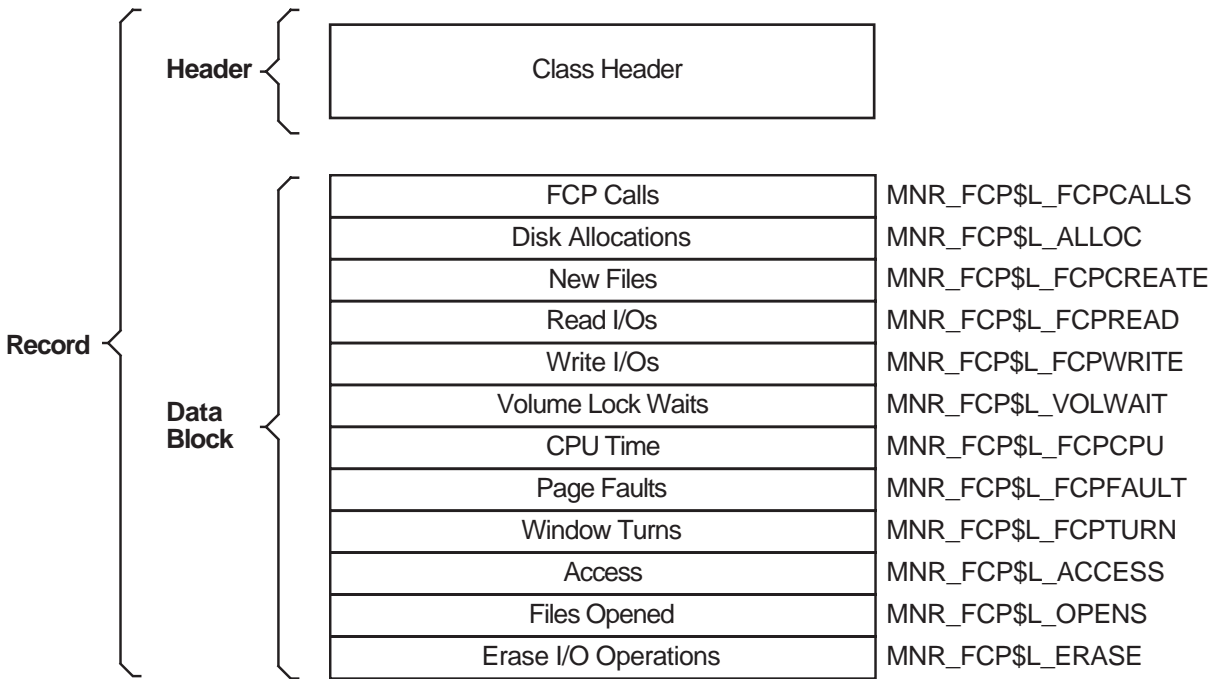 Header
Class Header
Record
Data
Block
FCP Calls MNR_FCP$L_FCPCALLS
Disk Allocations MNR_FCP$L_ALLOC
New Files MNR_FCP$L_FCPCREATE
Read I/Os MNR_FCP$L_FCPREAD
Write I/Os MNR_FCP$L_FCPWRITE
Volume Lock Waits MNR_FCP$L_VOLWAIT
CPU Time MNR_FCP$L_FCPCPU
Page Faults MNR_FCP$L_FCPFAULT
Window Turns MNR_FCP$L_FCPTURN
Access MNR_FCP$L_ACCESS
Files Opened MNR_FCP$L_OPENS
Erase I/O Operations MNR_FCP$L_ERASE